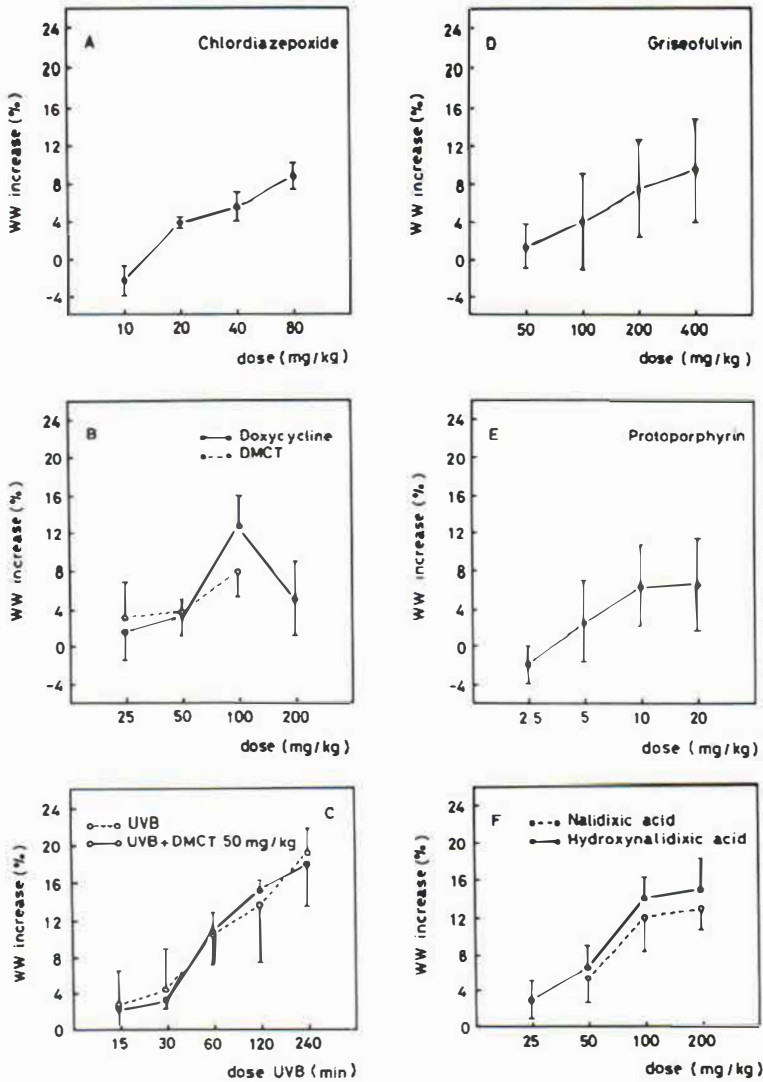 A Chlordiazepoxide
WW increase (%)
24
20
16
12
8
4
0
-4
10 20 40 80
dose (mg/kg)
D Griseofulvin
WW increase (%)
24
20
16
12
8
4
0
-4
50 100 200 400
dose (mg/kg)
B
Doxycycline
DMCT
WW increase (%)
24
20
16
12
8
4
0
-4
25 50 100 200
dose (mg/kg)
E Protoporphyrin
WW increase (%)
24
20
16
12
8
4
0
-4
2.5 5 10 20
dose (mg/kg)
C
UVB
UVB+DMCT 50 mg/kg
WW increase (%)
24
20
16
12
8
4
0
15 30 60 120 240
dose UVB (min)
F
Nalidixic acid
Hydroxynalidixic acid
WW increase (%)
24
20
16
12
8
4
0
25 50 100 200
dose (mg/kg)